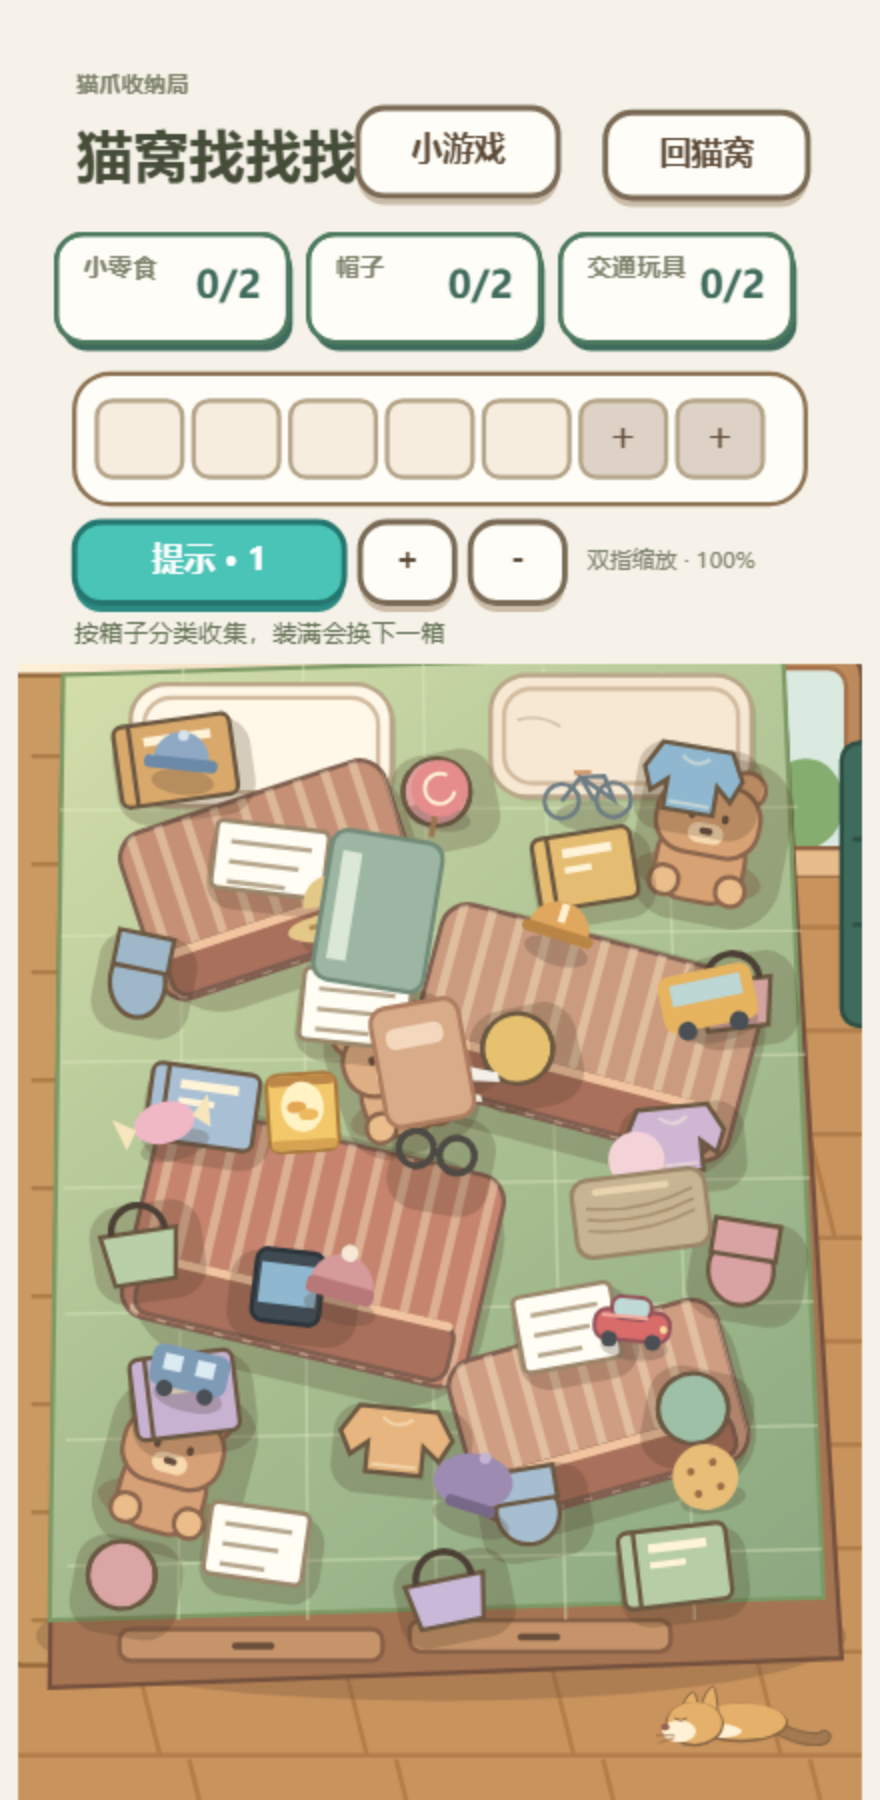 猫爪收纳局
猫窝找找找
小游戏
回猫窝
小零食 0/2
帽子 0/2
交通玩具 0/2
+ +
提示 • 1
+
-
双指缩放 · 100%
按箱子分类收集，装满会换下一箱